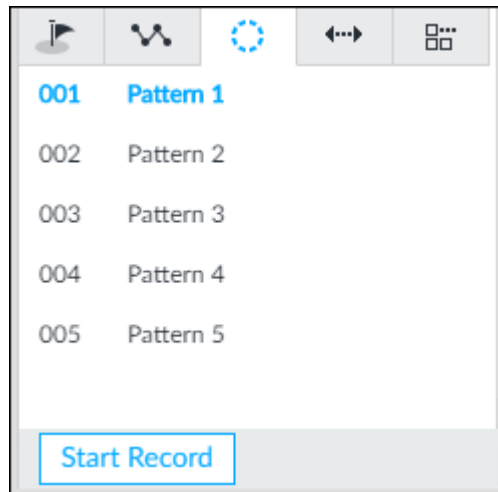 001 Pattern 1
002 Pattern 2
003 Pattern 3
004 Pattern 4
005 Pattern 5
Start Record